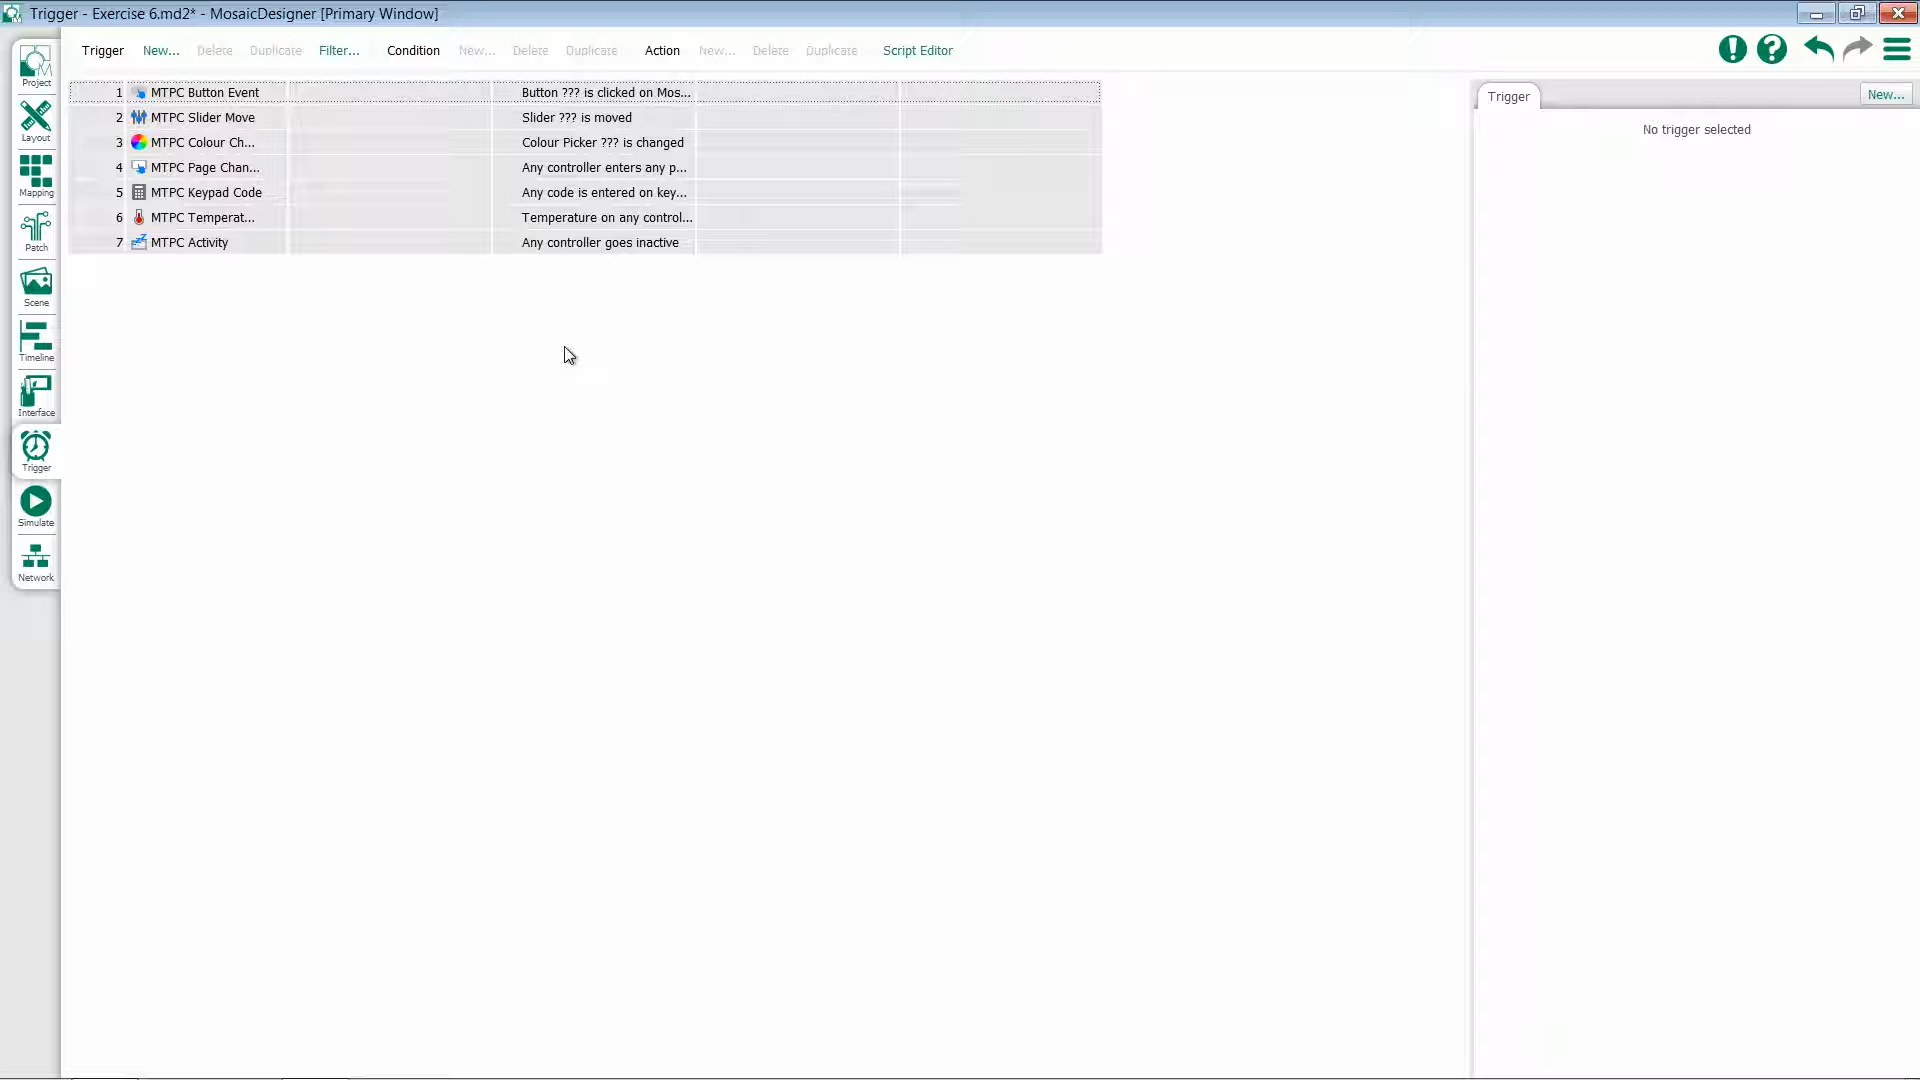 Trigger - Exercise 6.md2* - MosaicDesigner [Primary Window]
Trigger New... Delete Duplicate Filter... Condition New... Delete Duplicate Action New... Delete Duplicate Script Editor
Project
Layout
Mapping
Patch
Scene
Timeline
Interface
Trigger
Simulate
Network
1 MTPC Button Event Button ??? is clicked on Mos...
2 MTPC Slider Move Slider ??? is moved
3 MTPC Colour Ch... Colour Picker ??? is changed
4 MTPC Page Chan... Any controller enters any p...
5 MTPC Keypad Code Any code is entered on key...
6 MTPC Temperat... Temperature on any control...
7 MTPC Activity Any controller goes inactive
Trigger New...
No trigger selected